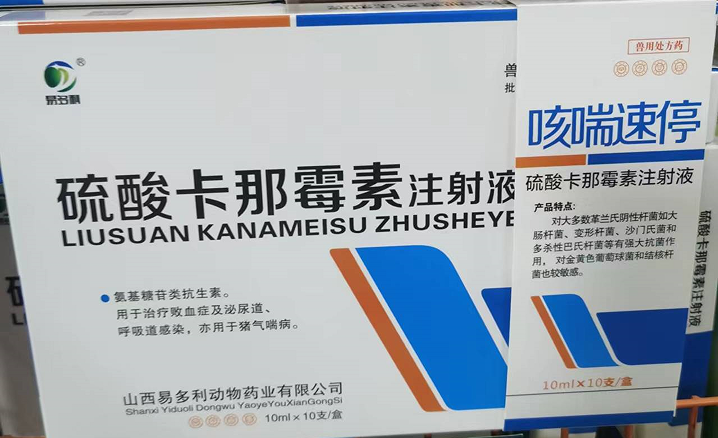 易多利
®
兽
批
硫酸卡那霉素注射液
LIUSUAN KANAMEISU ZHUSHEYE
氨基糖苷类抗生素。
用于治疗败血症及泌尿道、
呼吸道感染，亦用于猪气喘病。
山西易多利动物药业有限公司
Shanxi Yiduoli Dongwu YaoyeYouXianGongSi
10ml×10支/盒
兽用处方药
咳喘速停
硫酸卡那霉素注射液
产品特点：
对大多数革兰氏阴性杆菌如大
肠杆菌、变形杆菌、沙门氏菌和
多杀性巴氏杆菌等有强大抗菌作
用，对金黄色葡萄球菌和结核杆
菌也较敏感。
10ml×10支/盒
硫酸卡那霉素注射液